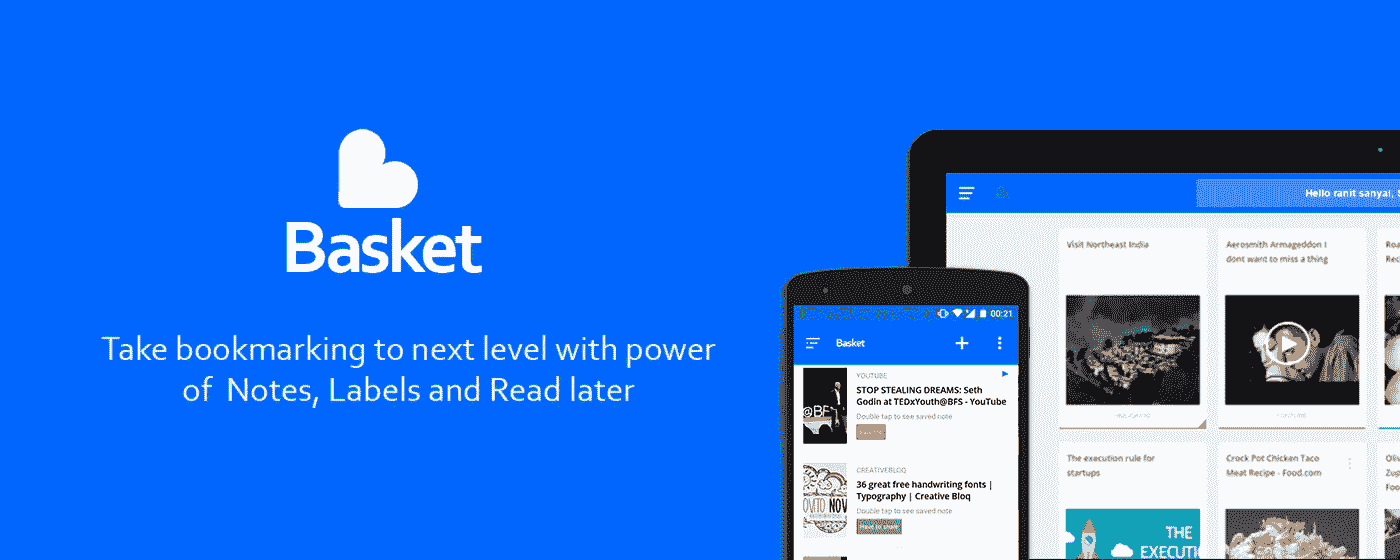 Basket
Take bookmarking to next level with power
of Notes, Labels and Read later
Hello ranit sanyal,
Visit Northeast India
Aerosmith Armageddon I
dont want to miss a thing
The execution rule for
startups
Crock Pot Chicken Taco
Meat Recipe - Food.com
THE
00:21
Basket
YOUTUBE
STOP STEALING DREAMS: Seth
Godin at TEDxYouth@BFS - YouTube
Double tap to see saved note
@BF
CREATIVEBLOQ
36 great free handwriting fonts |
Typography | Creative Bloq
Double tap to see saved note